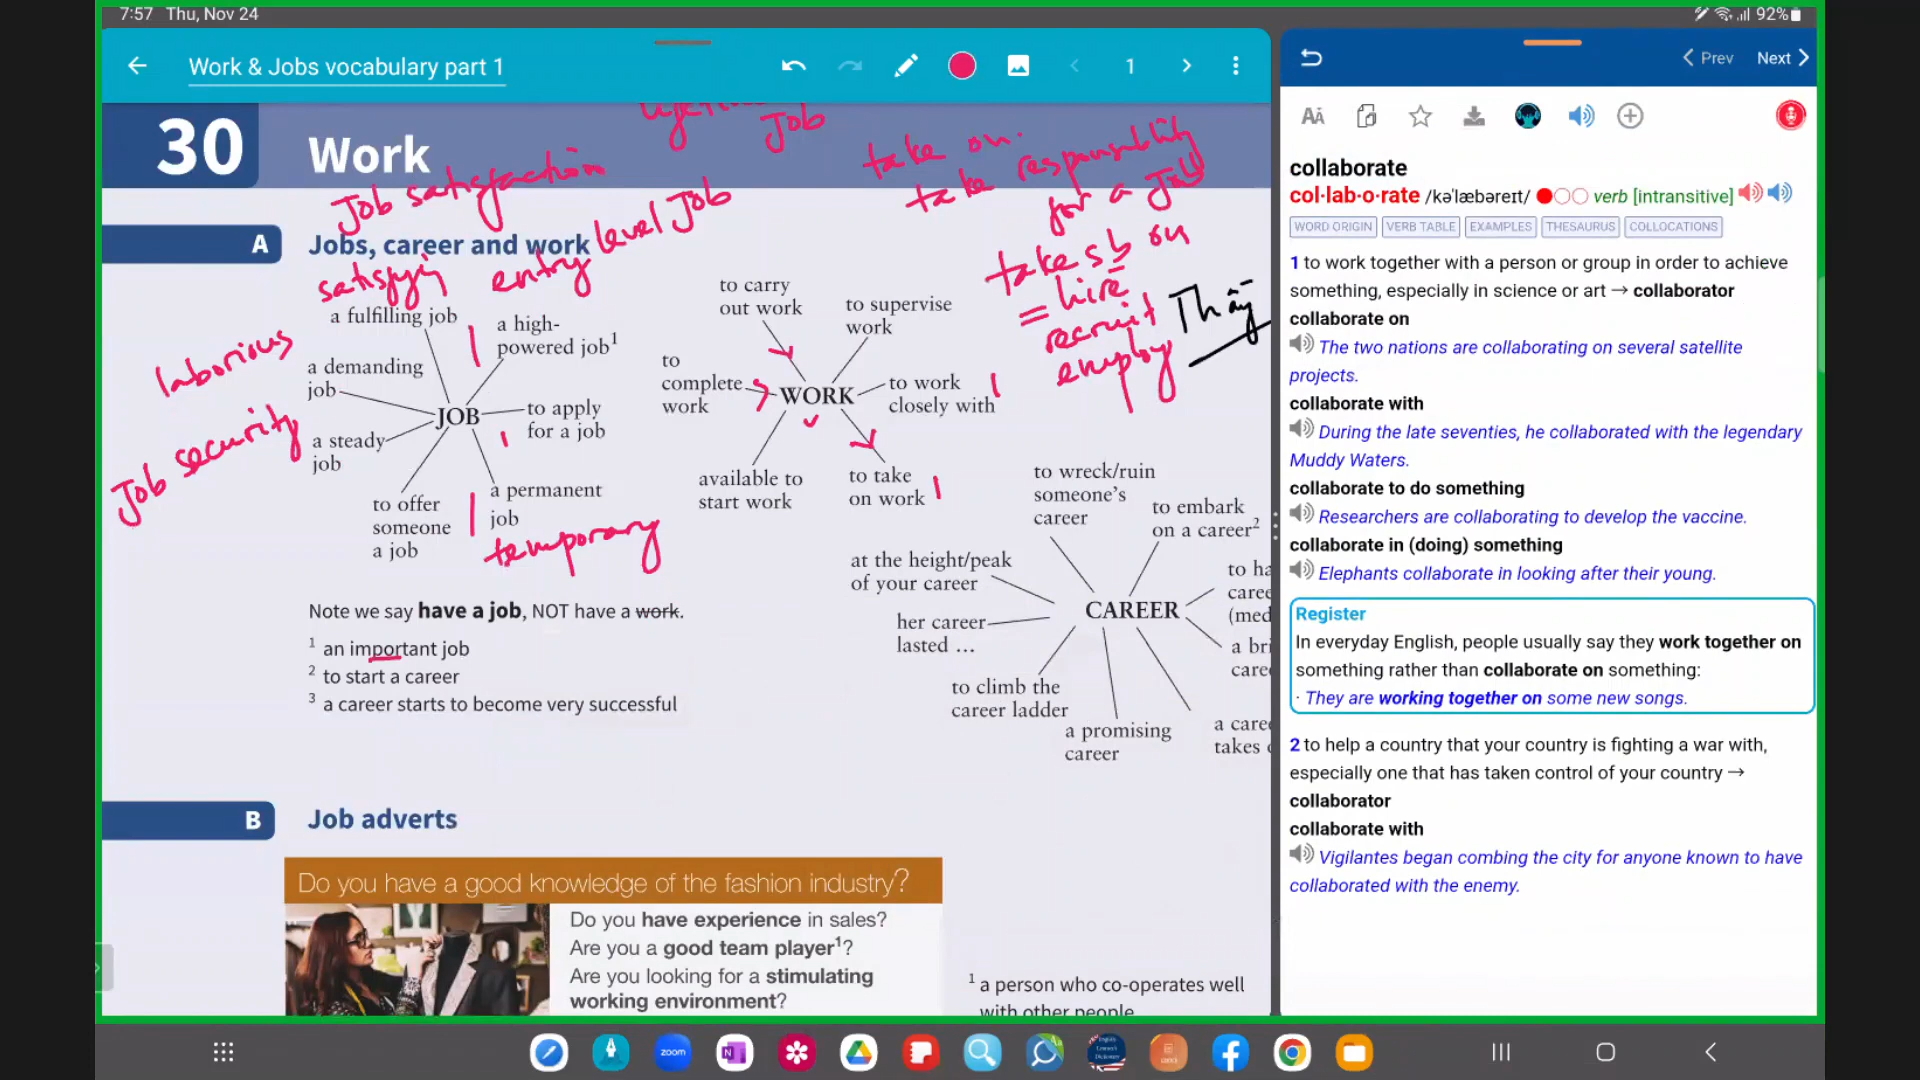 7:57 Thu, Nov 24
92%
Work & Jobs vocabulary part 1
1
30
Work
Job
take on
take responsibility
for a Job
Job satisfaction
entry level Job
take sb on
= hire
recruit
employ
Thầy
A
Jobs, career and work
satisfying
laborious
Job security
a fulfilling job
a high-
powered job1
a demanding
job
JOB
to apply
for a job
a steady
job
to offer
someone
a job
a permanent
job
temporary
to carry
out work
to supervise
work
to
complete
work
WORK
to work
closely with
available to
start work
to take
on work
to wreck/ruin
someone's
career
to embark
on a career2
at the height/peak
of your career
her career
lasted ...
CAREER
to ha
caree
(med
a bri
caree
to climb the
career ladder
a promising
career
a caree
takes
Note we say have a job, NOT have a work.
1 an important job
2 to start a career
3 a career starts to become very successful
B
Job adverts
Do you have a good knowledge of the fashion industry?
Do you have experience in sales?
Are you a good team player1?
Are you looking for a stimulating
working environment?
1 a person who co-operates well
with other people
Prev
Next
collaborate
col·lab·o·rate /kəˈlæbəreɪt/ verb [intransitive]
WORD ORIGIN VERB TABLE EXAMPLES THESAURUS COLLOCATIONS
1 to work together with a person or group in order to achieve
something, especially in science or art → collaborator
collaborate on
The two nations are collaborating on several satellite
projects.
collaborate with
During the late seventies, he collaborated with the legendary
Muddy Waters.
collaborate to do something
Researchers are collaborating to develop the vaccine.
collaborate in (doing) something
Elephants collaborate in looking after their young.
Register
In everyday English, people usually say they work together on
something rather than collaborate on something:
· They are working together on some new songs.
2 to help a country that your country is fighting a war with,
especially one that has taken control of your country →
collaborator
collaborate with
Vigilantes began combing the city for anyone known to have
collaborated with the enemy.
zoom